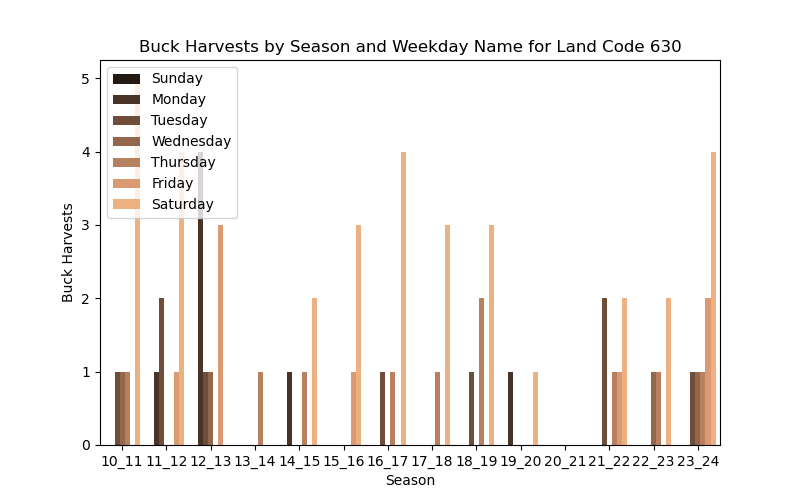 Buck Harvests by Season and Weekday Name for Land Code 630
Sunday
Monday
Tuesday
Wednesday
Thursday
Friday
Saturday
Buck Harvests
5
4
3
2
1
0
10_11 11_12 12_13 13_14 14_15 15_16 16_17 17_18 18_19 19_20 20_21 21_22 22_23 23_24
Season